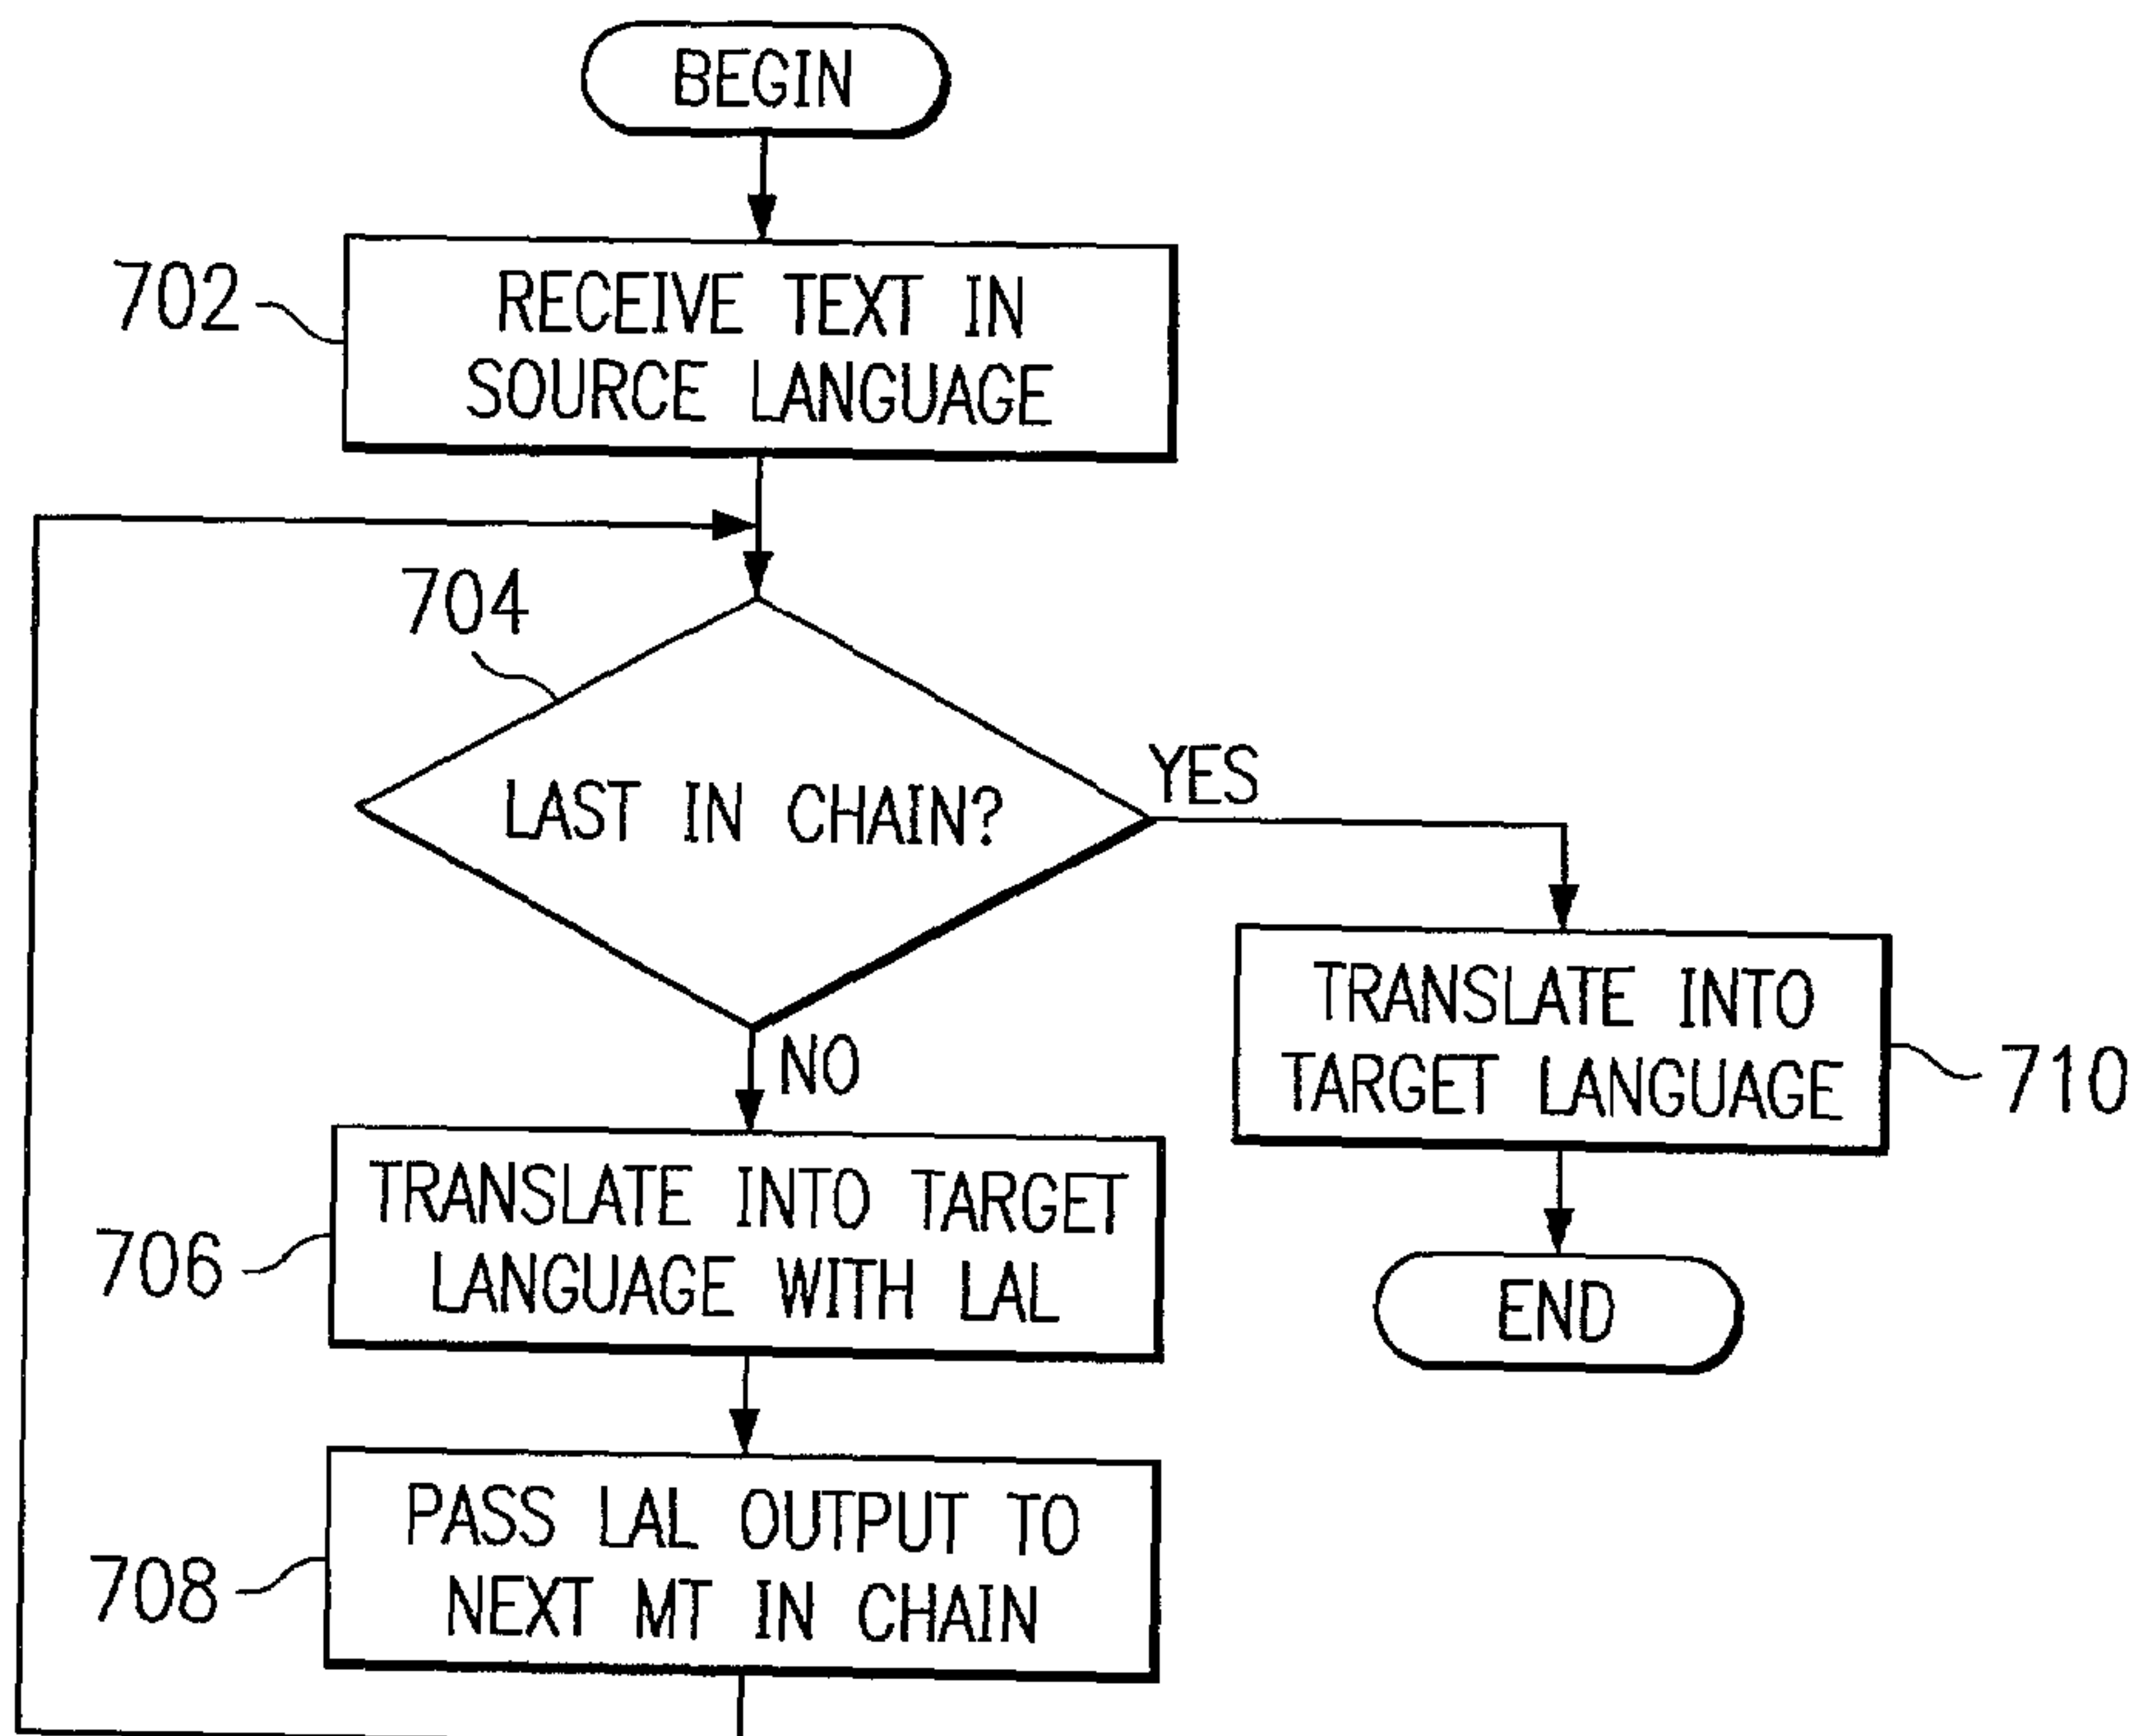 BEGIN
702
RECEIVE TEXT IN
SOURCE LANGUAGE
704
LAST IN CHAIN?
YES
NO
TRANSLATE INTO
TARGET LANGUAGE
710
706
TRANSLATE INTO TARGET
LANGUAGE WITH LAL
END
708
PASS LAL OUTPUT TO
NEXT MT IN CHAIN